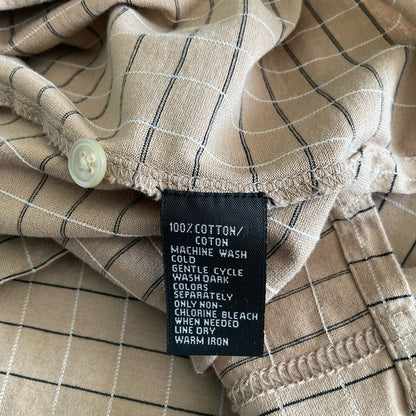 100% COTTON/
COTON
MACHINE WASH
COLD
GENTLE CYCLE
WASH DARK
COLORS
SEPARATELY
ONLY NON-
CHLORINE BLEACH
WHEN NEEDED
LINE DRY
WARM IRON